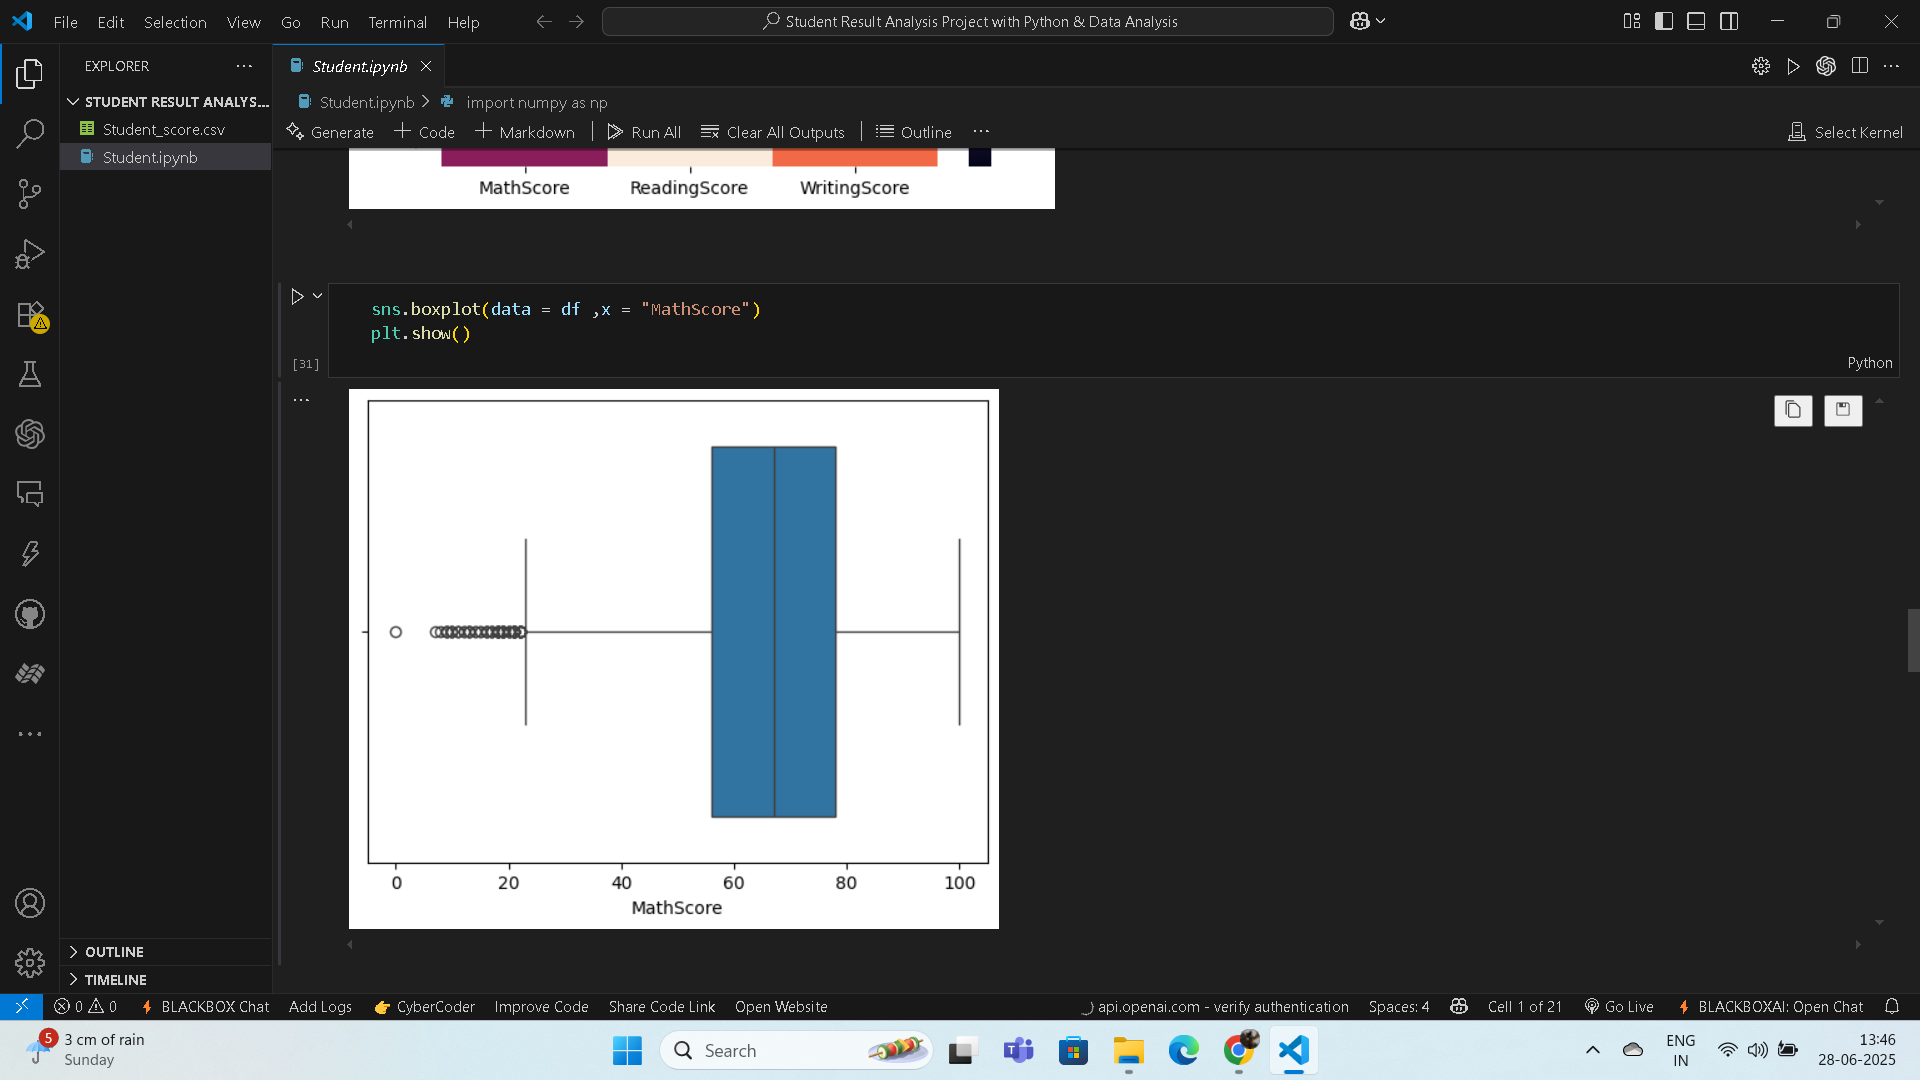 File Edit Selection View Go Run Terminal Help
Student Result Analysis Project with Python & Data Analysis
EXPLORER
Student.ipynb
STUDENT RESULT ANALYS...
Student.ipynb > import numpy as np
Student_score.csv
Generate + Code + Markdown Run All Clear All Outputs Outline ... Select Kernel
Student.ipynb
MathScore ReadingScore WritingScore
sns.boxplot(data = df ,x = "MathScore")
plt.show()
[31]
Python
0 20 40 60 80 100
MathScore
OUTLINE
TIMELINE
0 0 BLACKBOX Chat Add Logs CyberCoder Improve Code Share Code Link Open Website api.openai.com - verify authentication Spaces: 4 Cell 1 of 21 Go Live BLACKBOXAI: Open Chat
5 3 cm of rain
Sunday
Search
ENG
IN
13:46
28-06-2025